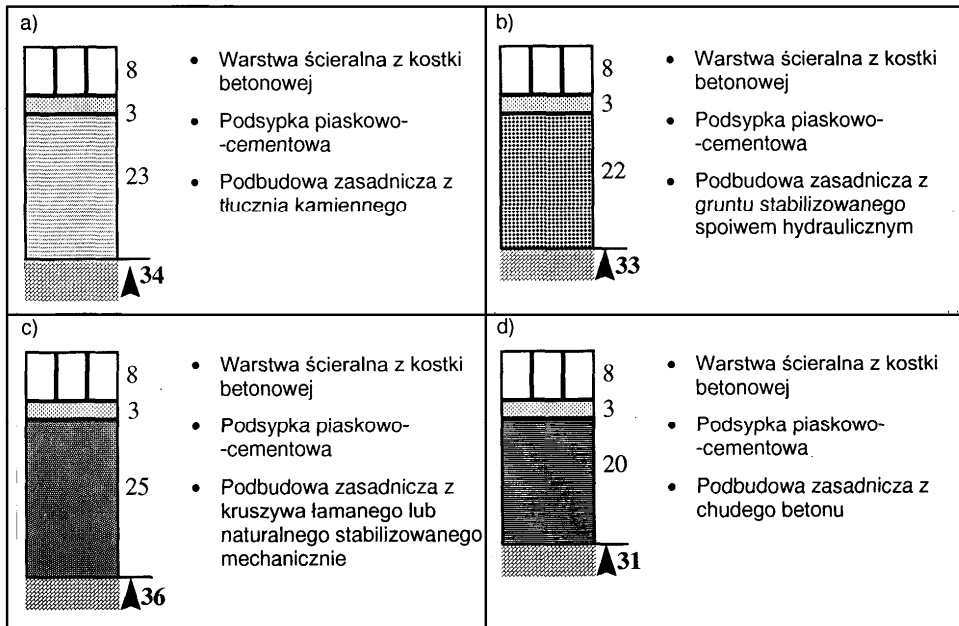 a)
8
3
23
34
• Warstwa ścieralna z kostki
betonowej
• Podsypka piaskowo-
-cementowa
• Podbudowa zasadnicza z
tłucznia kamiennego
b)
8
3
22
33
• Warstwa ścieralna z kostki
betonowej
• Podsypka piaskowo-
-cementowa
• Podbudowa zasadnicza z
gruntu stabilizowanego
spoiwem hydraulicznym
c)
8
3
25
36
• Warstwa ścieralna z kostki
betonowej
• Podsypka piaskowo-
-cementowa
• Podbudowa zasadnicza z
kruszywa łamanego lub
naturalnego stabilizowanego
mechanicznie
d)
8
3
20
31
• Warstwa ścieralna z kostki
betonowej
• Podsypka piaskowo-
-cementowa
• Podbudowa zasadnicza z
chudego betonu